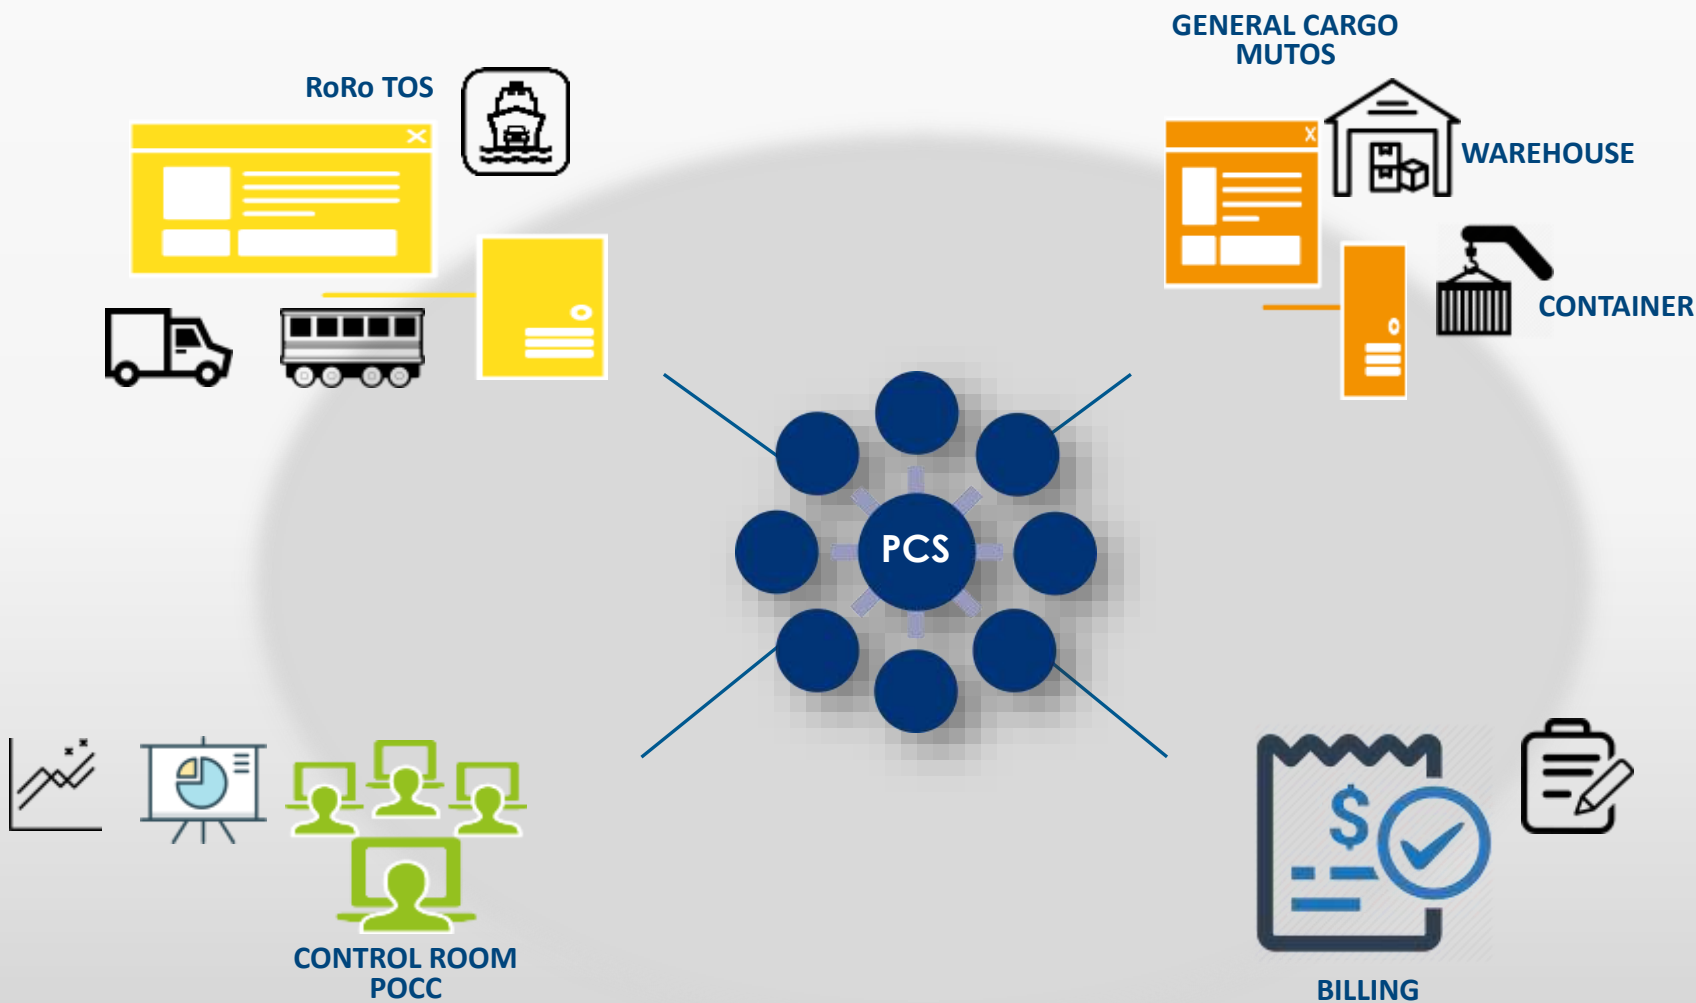 GENERAL CARGO
MUTOS
RoRo TOS
WAREHOUSE
CONTAINER
PCS
CONTROL ROOM
POCC
BILLING